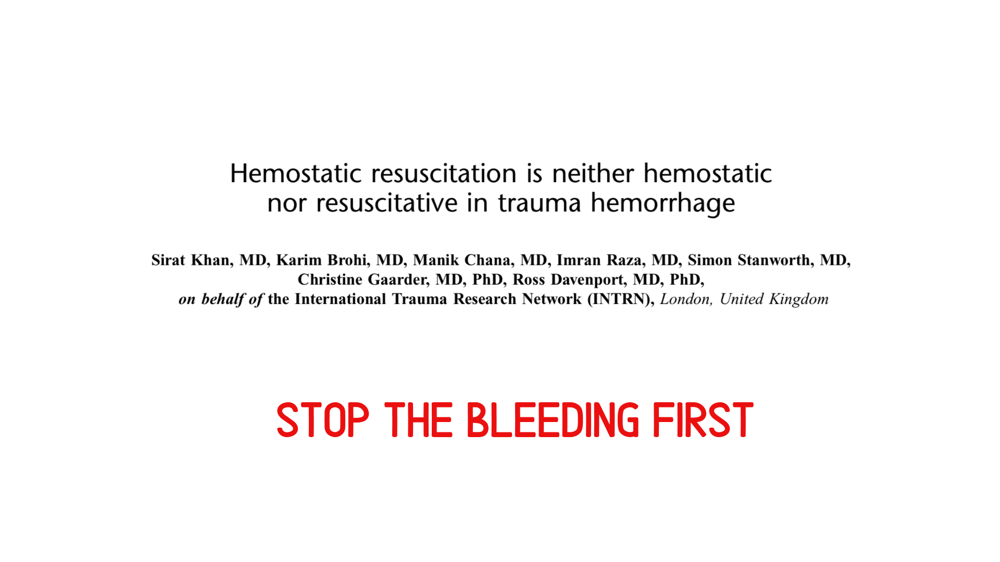 Hemostatic resuscitation is neither hemostatic
nor resuscitative in trauma hemorrhage
Sirat Khan, MD, Karim Brohi, MD, Manik Chana, MD, Imran Raza, MD, Simon Stanworth, MD,
Christine Gaarder, MD, PhD, Ross Davenport, MD, PhD,
on behalf of the International Trauma Research Network (INTRN), London, United Kingdom
STOP THE BLEEDING FIRST